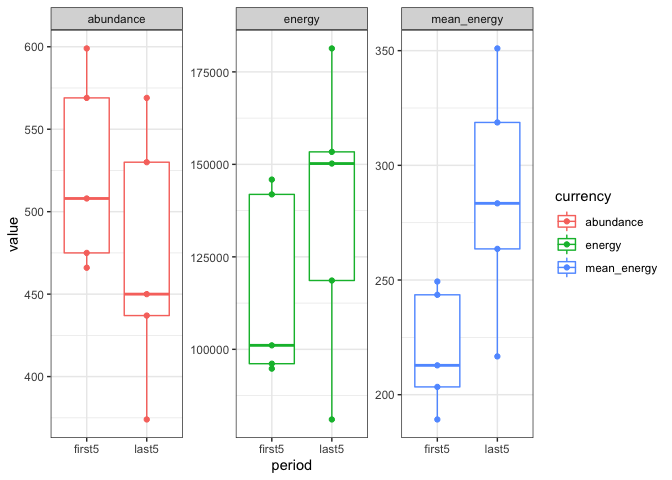 abundance
energy
mean_energy
value
600
550
500
450
400
175000
150000
125000
100000
350
300
250
200
first5
last5
first5
last5
first5
last5
period
currency
abundance
energy
mean_energy